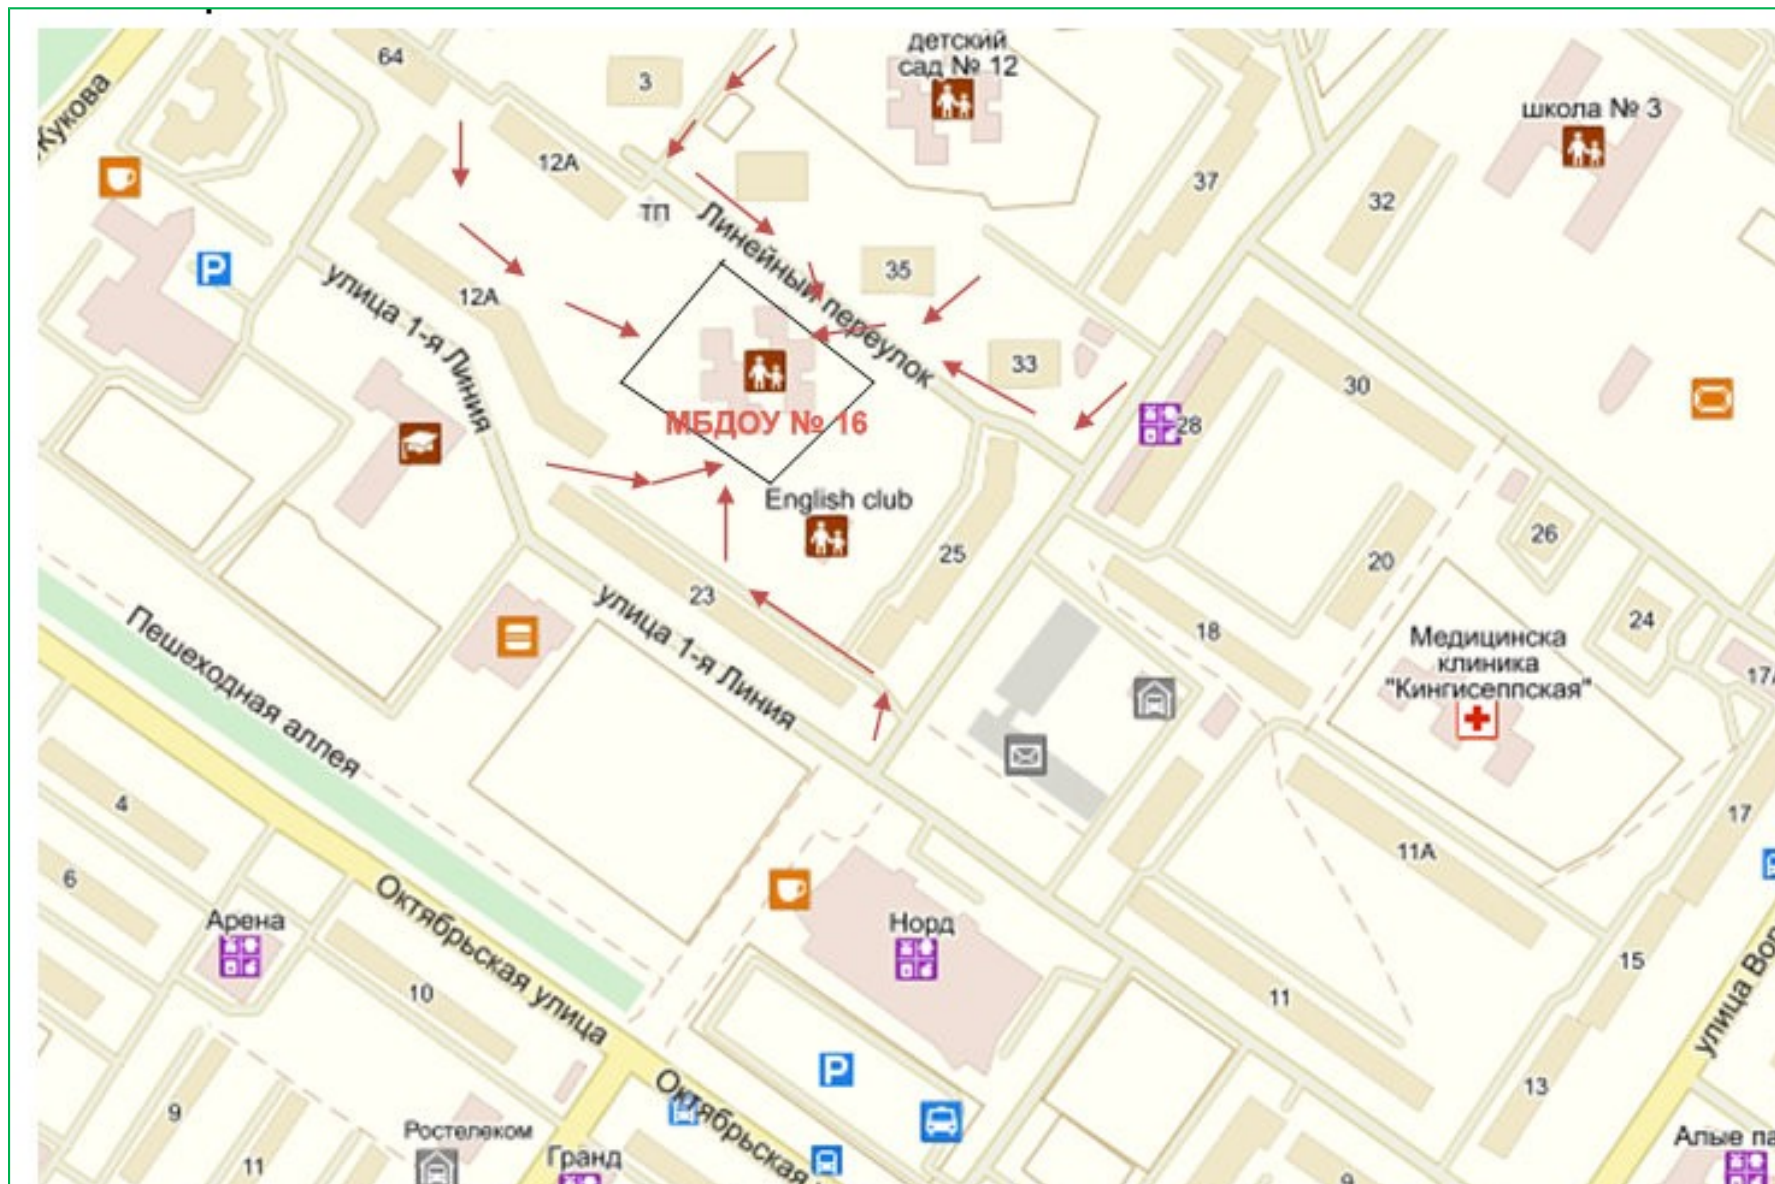 детский
сад № 12
64
3
Жукова
школа № 3
12А
37
32
ТП
Линейный переулок
P
улица 1-я Линия
12А
35
33
30
28
МБДОУ № 16
English club
25
26
20
23
улица 1-я Линия
18
24
Пешеходная аллея
Медицинска
клиника
"Кингисеппская"
17А
4
17
11А
6
Октябрьская улица
Арена
Норд
15
10
11
улица Вор
P
13
Октябрьская
9
Ростелеком
Гранд
11
Алые па
9